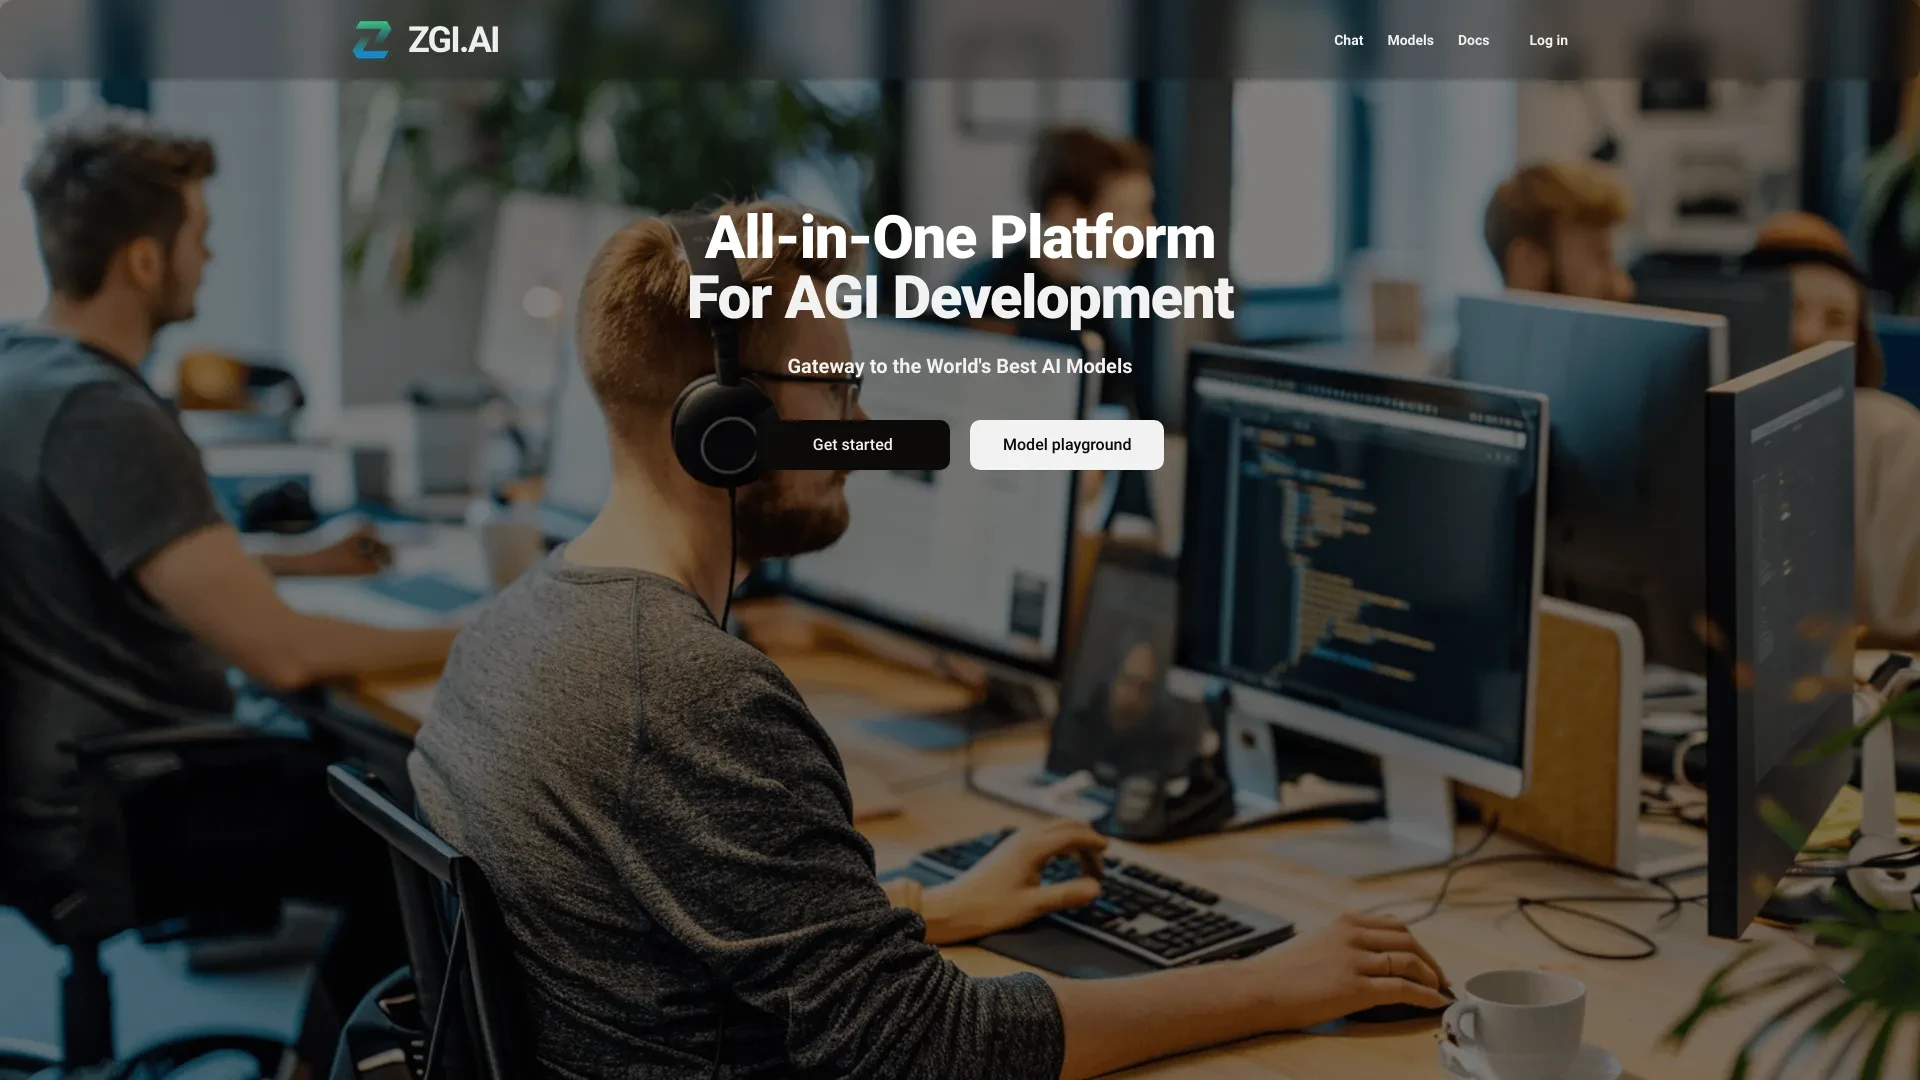 ZGI.AI
Chat
Models
Docs
Log in
All-in-One Platform
For AGI Development
Gateway to the World's Best AI Models
Get started
Model playground